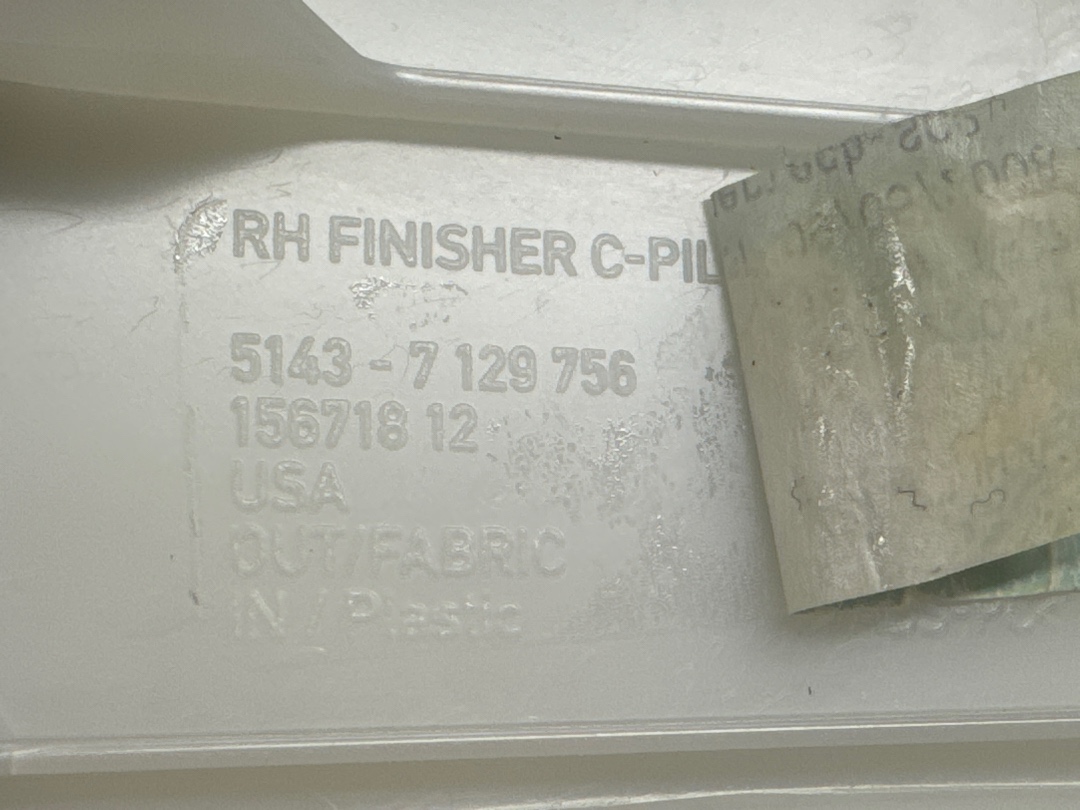 RH FINISHER C-PIL
5143 - 7 129 756
156718 12
USA
OUT/FABRIC
IN / Plastic